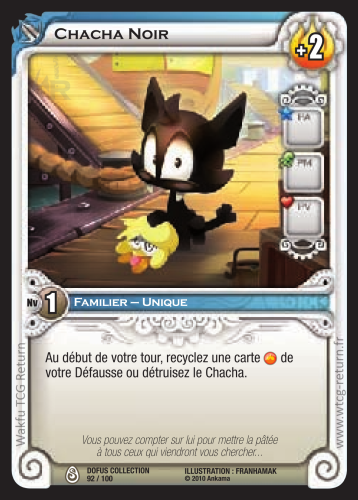 Chacha Noir
+2
PA
PM
PV
Nv 1
Familier – Unique
Au début de votre tour, recyclez une carte de
votre Défausse ou détruisez le Chacha.
Vous pouvez compter sur lui pour mettre la pâtée
à tous ceux qui viendront vous chercher...
DOFUS COLLECTION
92 / 100
ILLUSTRATION : FRANHAMAK
© 2010 Ankama
Wakfu TCG Return
www.wtcg-return.fr